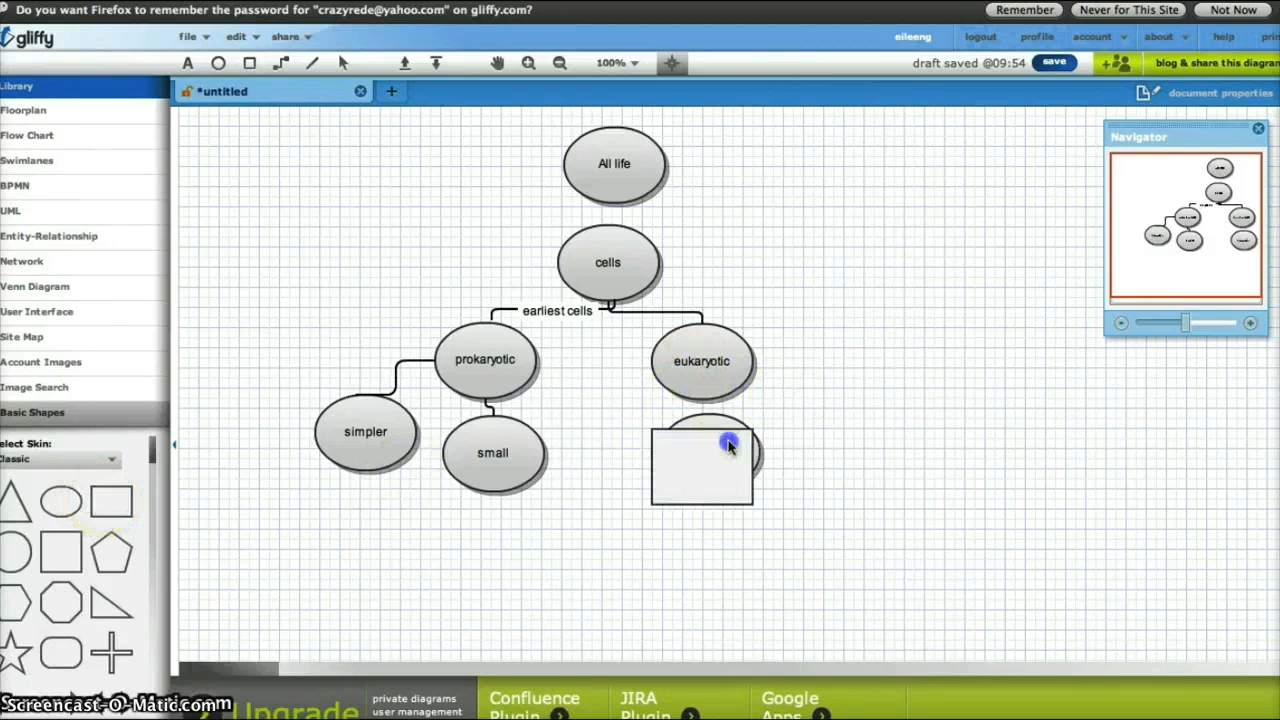 Do you want Firefox to remember the password for "crazyrede@yahoo.com" on gliffy.com? Remember Never for This Site Not Now
gliffy file edit share eileeng logout profile account about help
A 100% draft saved @09:54 save blog & share this diagram
Library *untitled + document properties
Floorplan
Flow Chart
Swimlanes
BPMN
UML
Entity-Relationship
Network
Venn Diagram
User Interface
Site Map
Account Images
Image Search
Basic Shapes
Select Skin:
Classic
All life
cells
earliest cells
prokaryotic
eukaryotic
simpler
small
Navigator
Screencast-O-Matic.com
Upgrade
private diagrams
user management
Confluence
Plugin
JIRA
Plugin
Google
Apps